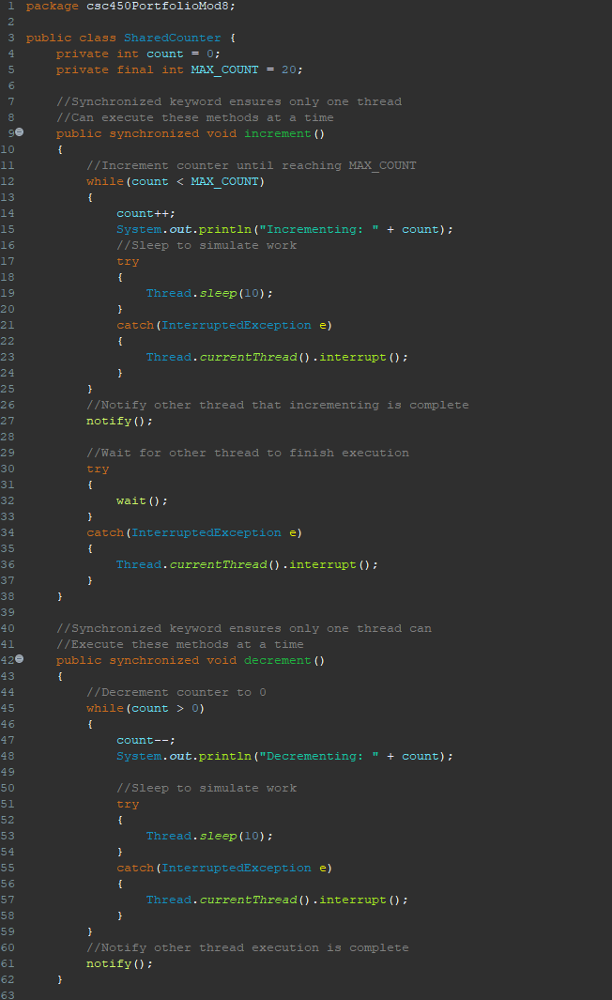 1 package csc450PortfolioMod8;
2
3 public class SharedCounter {
4     private int count = 0;
5     private final int MAX_COUNT = 20;
6
7     //Synchronized keyword ensures only one thread
8     //Can execute these methods at a time
9     public synchronized void increment()
10     {
11         //Increment counter until reaching MAX_COUNT
12         while(count < MAX_COUNT)
13         {
14             count++;
15             System.out.println("Incrementing: " + count);
16             //Sleep to simulate work
17             try
18             {
19                 Thread.sleep(10);
20             }
21             catch(InterruptedException e)
22             {
23                 Thread.currentThread().interrupt();
24             }
25         }
26         //Notify other thread that incrementing is complete
27         notify();
28
29         //Wait for other thread to finish execution
30         try
31         {
32             wait();
33         }
34         catch(InterruptedException e)
35         {
36             Thread.currentThread().interrupt();
37         }
38     }
39
40     //Synchronized keyword ensures only one thread can
41     //Execute these methods at a time
42     public synchronized void decrement()
43     {
44         //Decrement counter to 0
45         while(count > 0)
46         {
47             count--;
48             System.out.println("Decrementing: " + count);
49
50             //Sleep to simulate work
51             try
52             {
53                 Thread.sleep(10);
54             }
55             catch(InterruptedException e)
56             {
57                 Thread.currentThread().interrupt();
58             }
59         }
60         //Notify other thread execution is complete
61         notify();
62     }
63